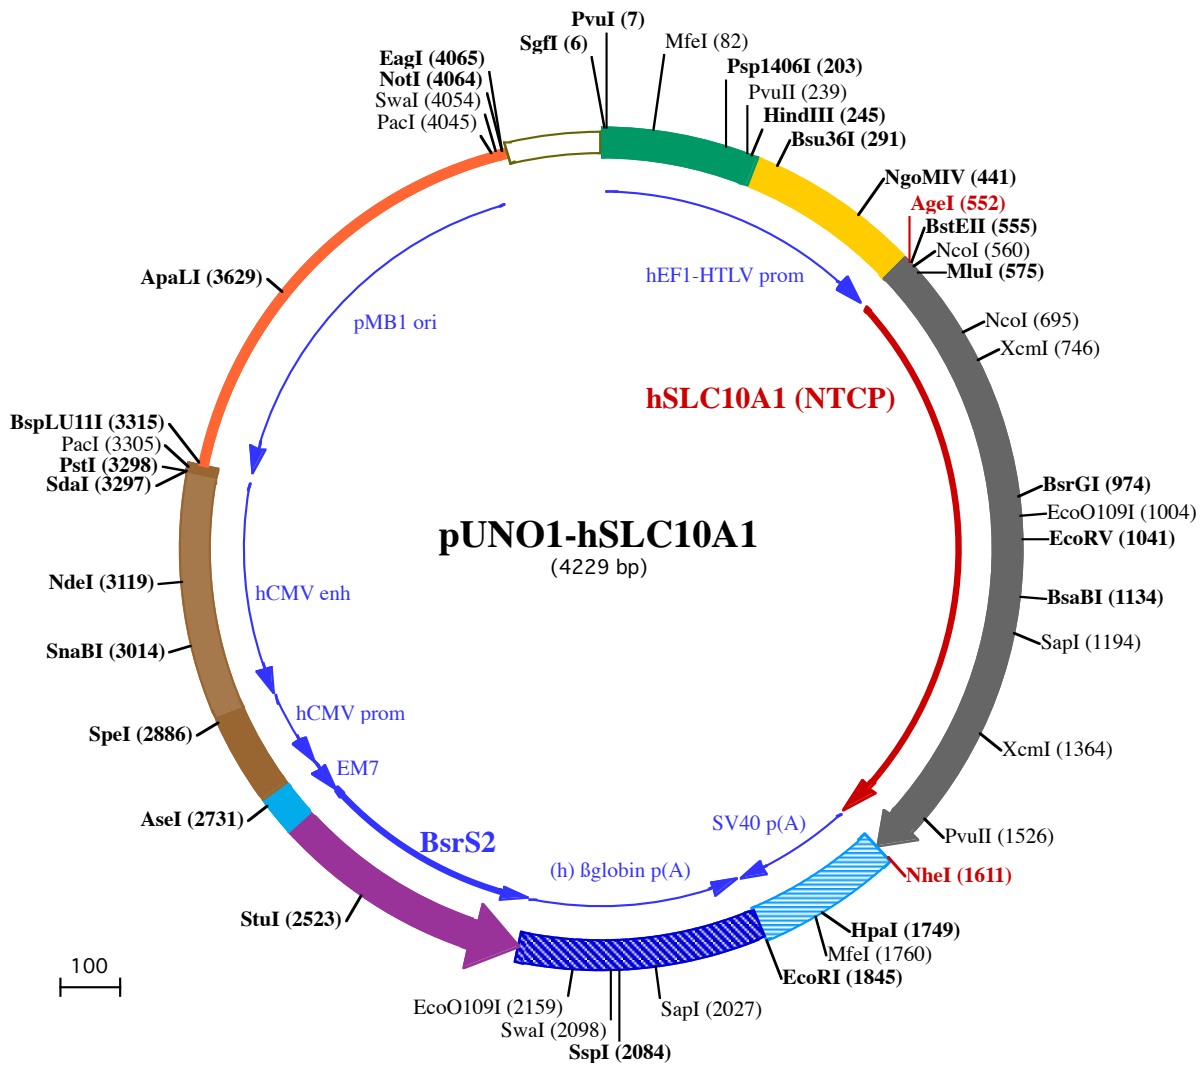 PvuI (7)
SgfI (6)
MfeI (82)
Psp1406I (203)
PvuII (239)
HindIII (245)
Bsu36I (291)
NgoMIV (441)
AgeI (552)
BstEII (555)
NcoI (560)
MluI (575)
NcoI (695)
XcmI (746)
BsrGI (974)
EcoO109I (1004)
EcoRV (1041)
BsaBI (1134)
SapI (1194)
XcmI (1364)
PvuII (1526)
NheI (1611)
HpaI (1749)
MfeI (1760)
EcoRI (1845)
SapI (2027)
SspI (2084)
SwaI (2098)
EcoO109I (2159)
StuI (2523)
AseI (2731)
SpeI (2886)
SnaBI (3014)
NdeI (3119)
SdaI (3297)
PstI (3298)
PacI (3305)
BspLU11I (3315)
ApaLI (3629)
PacI (4045)
SwaI (4054)
NotI (4064)
EagI (4065)
hEF1-HTLV prom
pMB1 ori
hSLC10A1 (NTCP)
pUNO1-hSLC10A1
(4229 bp)
hCMV enh
hCMV prom
EM7
BsrS2
(h) ßglobin p(A)
SV40 p(A)
100